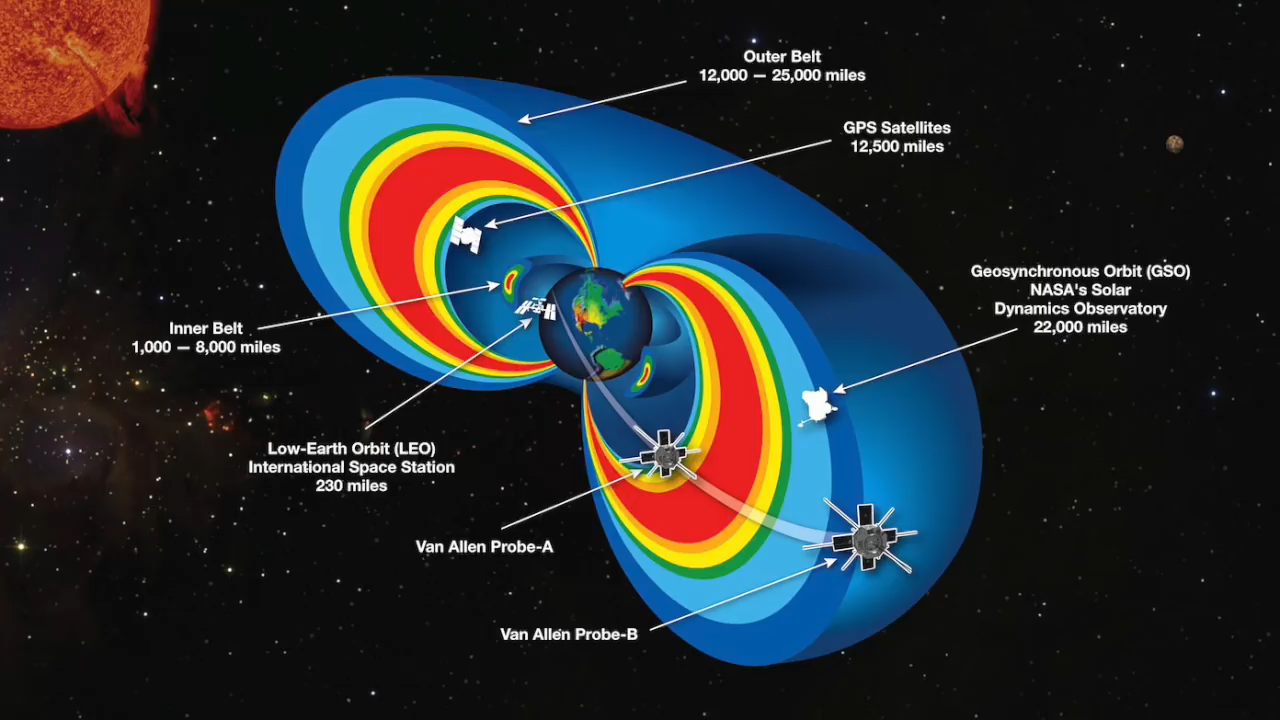 Outer Belt
12,000 — 25,000 miles
GPS Satellites
12,500 miles
Geosynchronous Orbit (GSO)
NASA's Solar
Dynamics Observatory
22,000 miles
Inner Belt
1,000 — 8,000 miles
Low-Earth Orbit (LEO)
International Space Station
230 miles
Van Allen Probe-A
Van Allen Probe-B